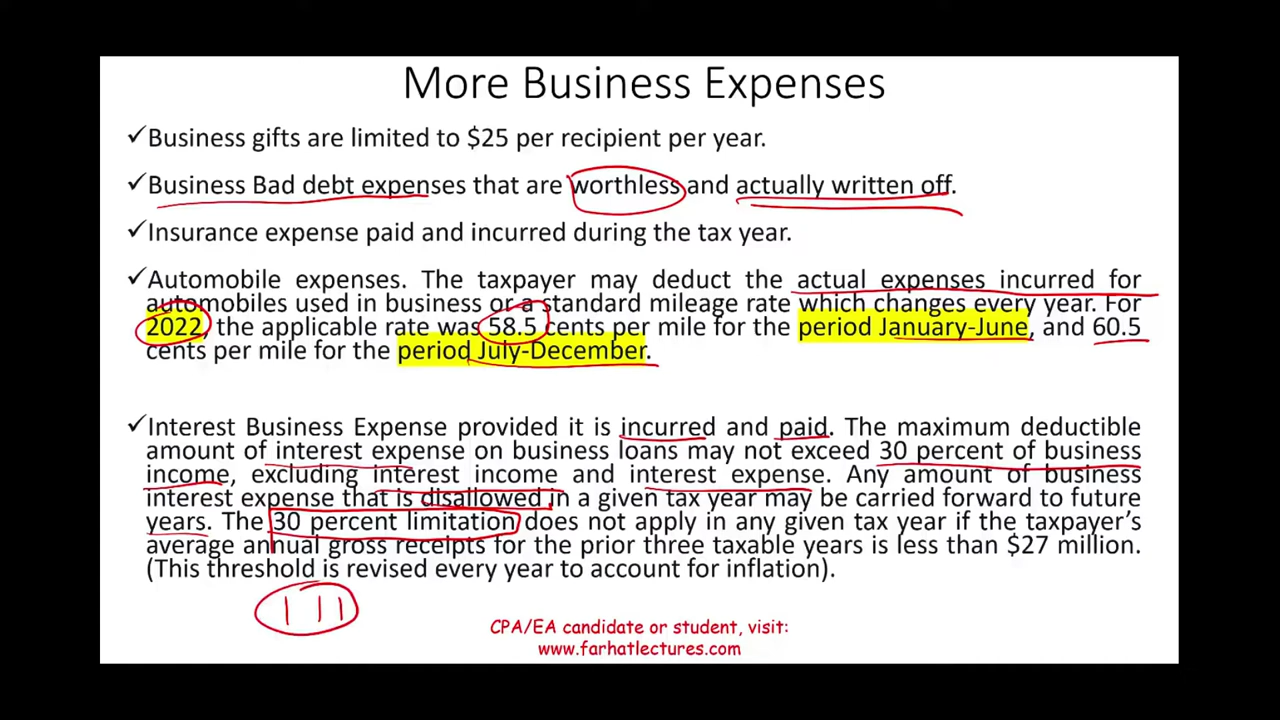 More Business Expenses
✓Business gifts are limited to $25 per recipient per year.
✓Business Bad debt expenses that are worthless and actually written off.
✓Insurance expense paid and incurred during the tax year.
✓Automobile expenses. The taxpayer may deduct the actual expenses incurred for
automobiles used in business or a standard mileage rate which changes every year. For
2022, the applicable rate was 58.5 cents per mile for the period January-June, and 60.5
cents per mile for the period July-December.
✓Interest Business Expense provided it is incurred and paid. The maximum deductible
amount of interest expense on business loans may not exceed 30 percent of business
income, excluding interest income and interest expense. Any amount of business
interest expense that is disallowed in a given tax year may be carried forward to future
years. The 30 percent limitation does not apply in any given tax year if the taxpayer's
average annual gross receipts for the prior three taxable years is less than $27 million.
(This threshold is revised every year to account for inflation).
| | |
CPA/EA candidate or student, visit:
www.farhatlectures.com